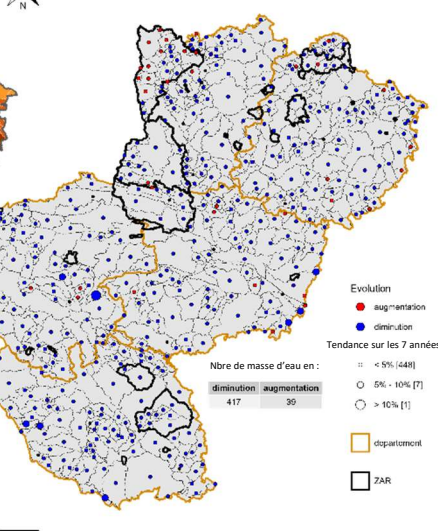 N
Evolution
augmentation
diminution
Tendance sur les 7 années
< 5% [448]
5% - 10% [7]
> 10% [1]
Nbre de masse d'eau en :
diminution augmentation
417 39
departement
ZAR